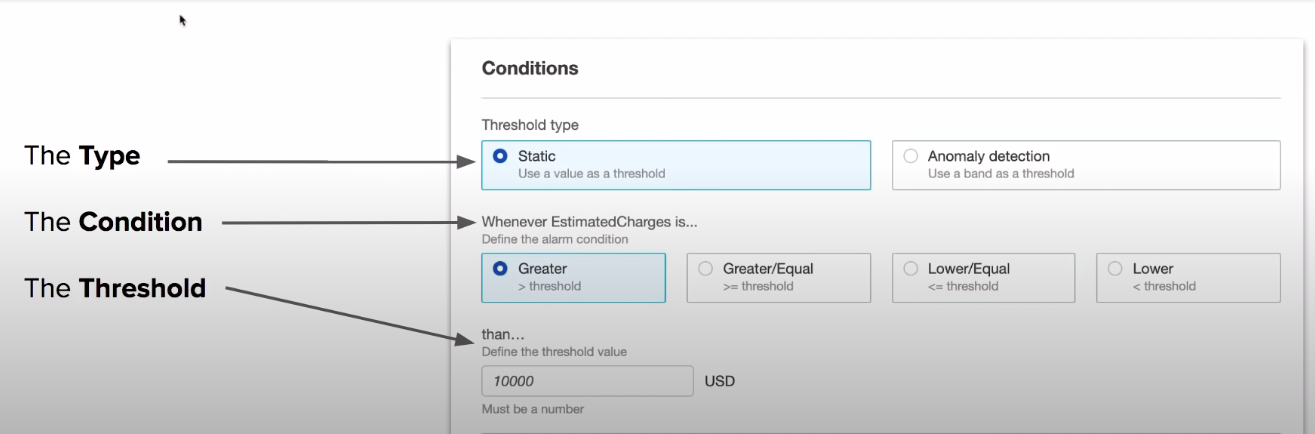 Conditions
Threshold type
The Type
Static
Use a value as a threshold
Anomaly detection
Use a band as a threshold
The Condition
Whenever EstimatedCharges is...
Define the alarm condition
Greater
> threshold
Greater/Equal
>= threshold
Lower/Equal
<= threshold
Lower
< threshold
The Threshold
than...
Define the threshold value
10000 USD
Must be a number